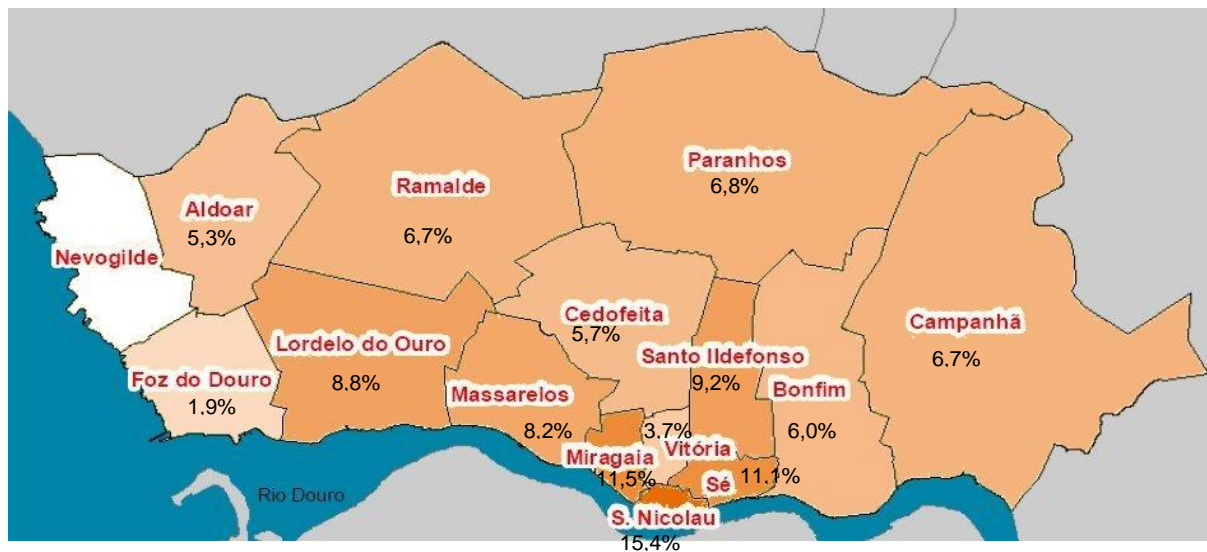 Paranhos
6,8%
Ramalde
6,7%
Aldoar
5,3%
Nevogilde
Cedofeita
5,7%
Campanhã
6.7%
Lordelo do Ouro
8.8%
Santo Ildefonso
9,2%
Foz do Douro
1.9%
Massarelos
8.2%
Bonfim
6,0%
3.7%
Vitória
Miragaia
11,5%
Sé
11,1%
Rio Douro
S. Nicolau
15,4%